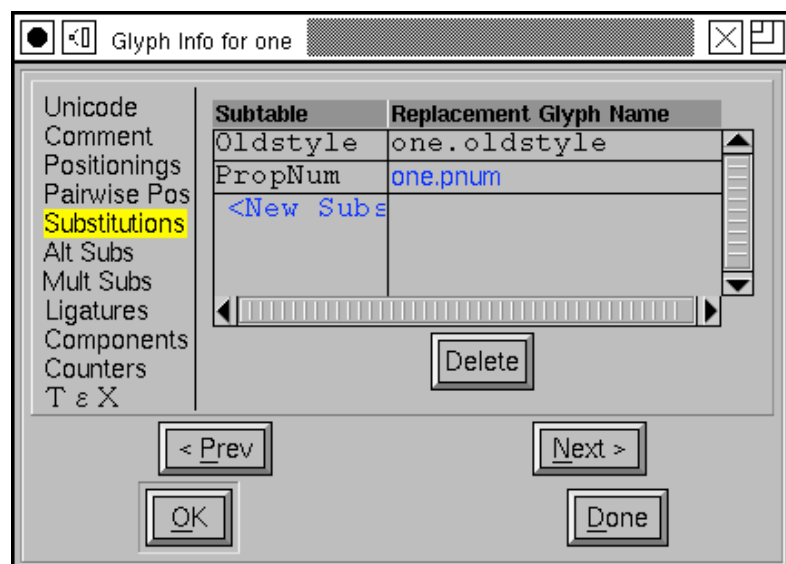 Glyph Info for one
Unicode
Comment
Positionings
Pairwise Pos
Substitutions
Alt Subs
Mult Subs
Ligatures
Components
Counters
Τ ε Χ
Subtable Replacement Glyph Name
Oldstyle one.oldstyle
PropNum one.pnum
<New Subs
Delete
< Prev Next >
OK Done